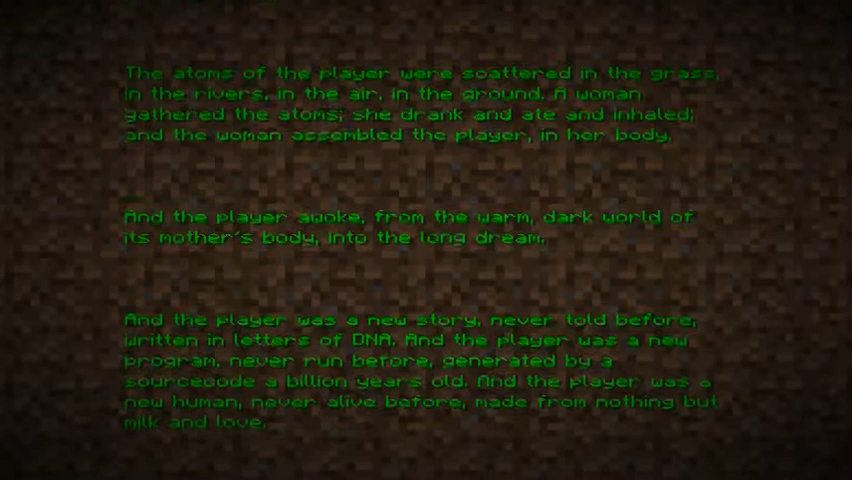 The atoms of the player were scattered in the grass,
in the rivers, in the air, in the ground. A woman
gathered the atoms; she drank and ate and inhaled;
and the woman assembled the player, in her body.
And the player awoke, from the warm, dark world of
its mother's body, into the long dream.
And the player was a new story, never told before,
written in letters of DNA. And the player was a new
program, never run before, generated by a
sourcecode a billion years old. And the player was a
new human, never alive before, made from nothing but
milk and love.